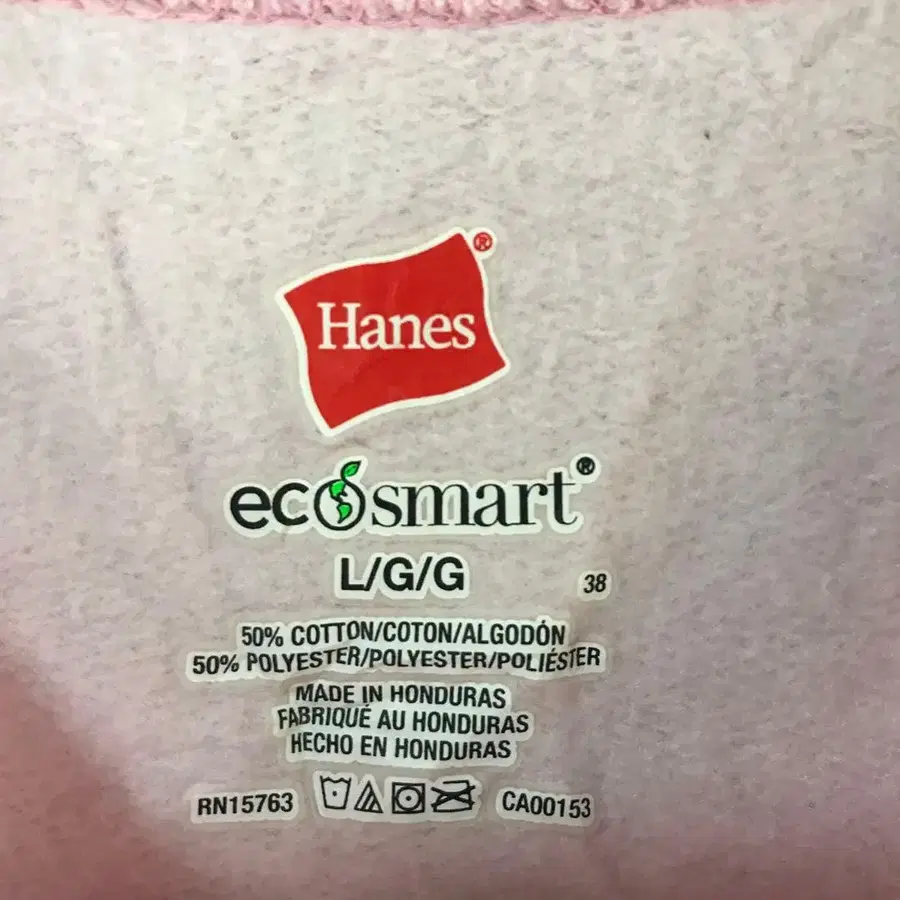 Hanes®
ecosmart®
L/G/G 38
50% COTTON/COTON/ALGODÓN
50% POLYESTER/POLYESTER/POLIÉSTER
MADE IN HONDURAS
FABRIQUÉ AU HONDURAS
HECHO EN HONDURAS
RN15763 CA00153